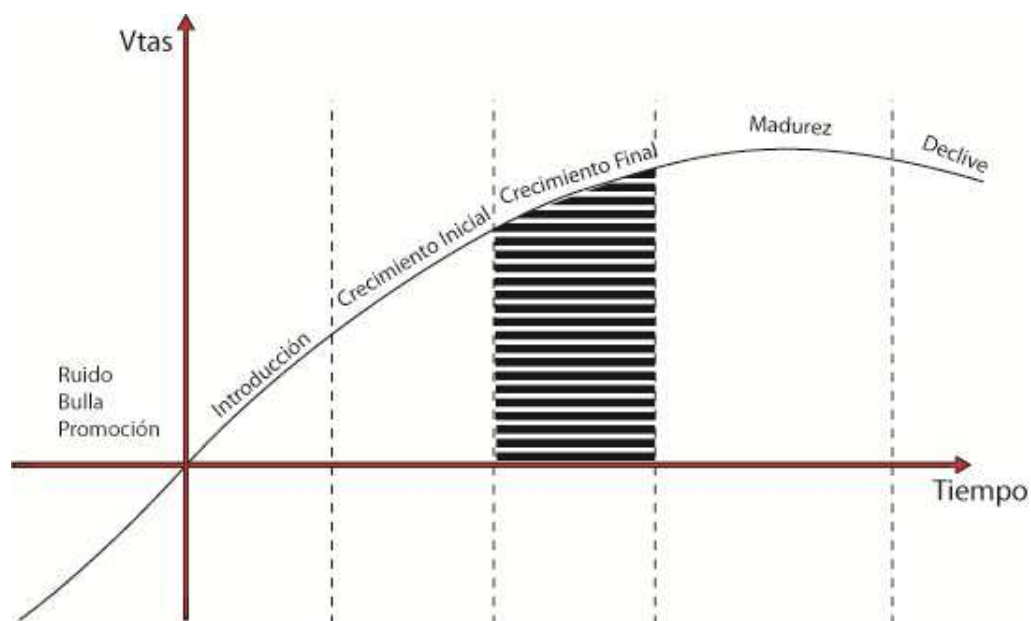 Vtas
Madurez
Declive
Crecimiento Final
Crecimiento Inicial
Introducción
Ruido
Bulla
Promoción
Tiempo